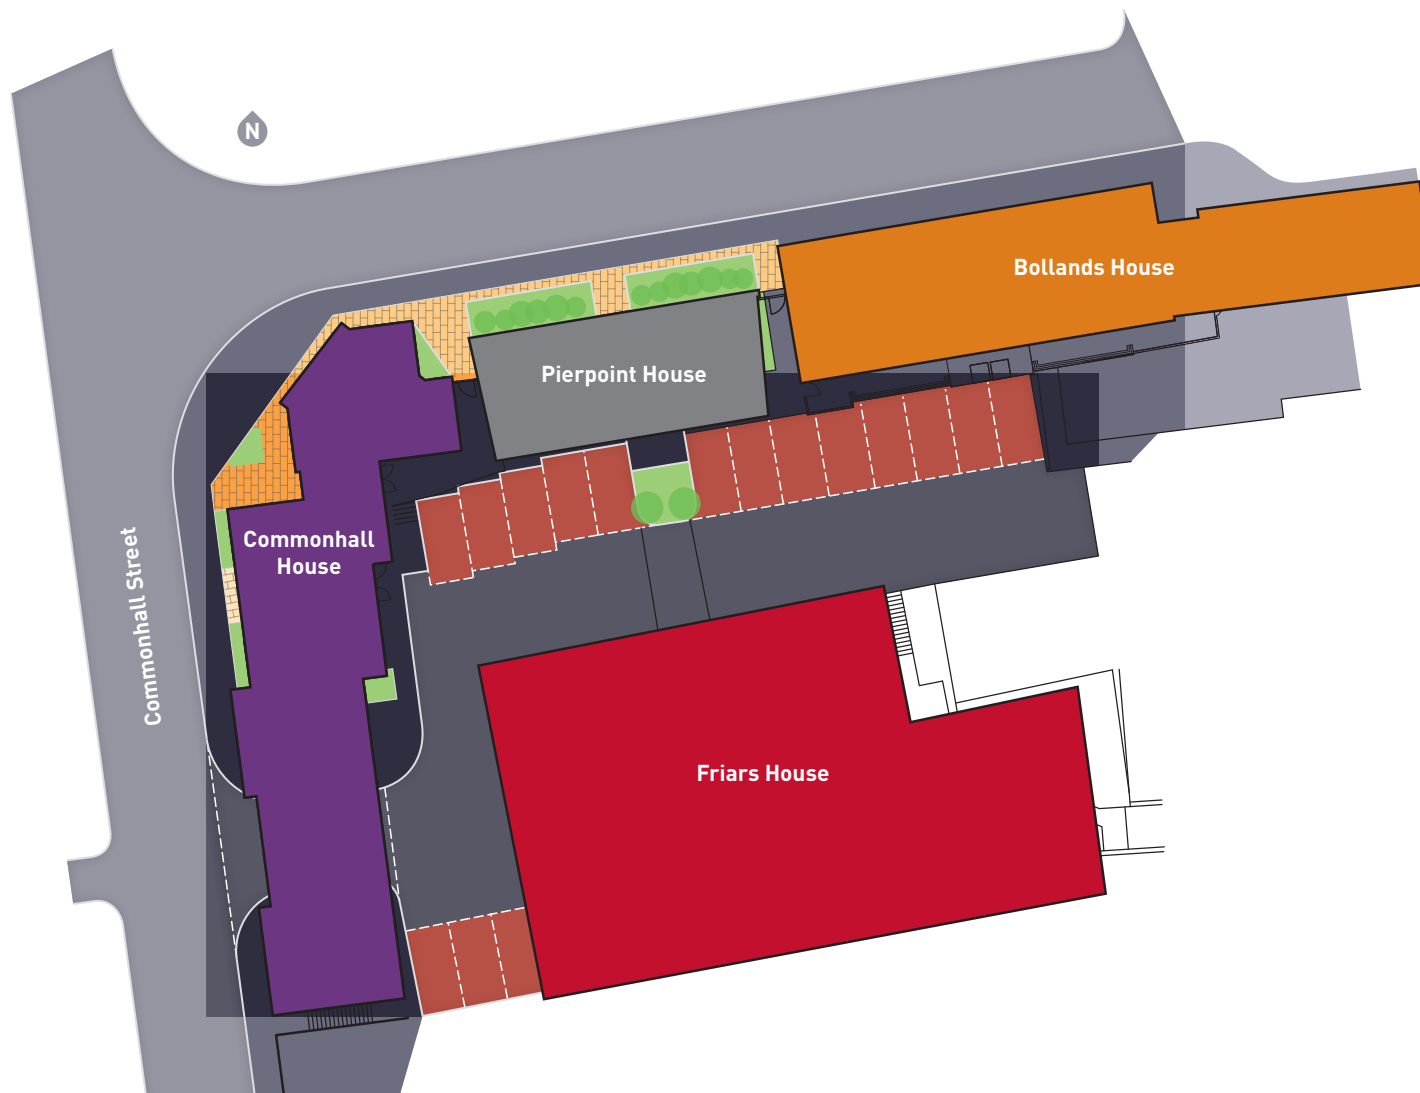 N
Bollands House
Pierpoint House
Commonhall
House
Commonhall Street
Friars House